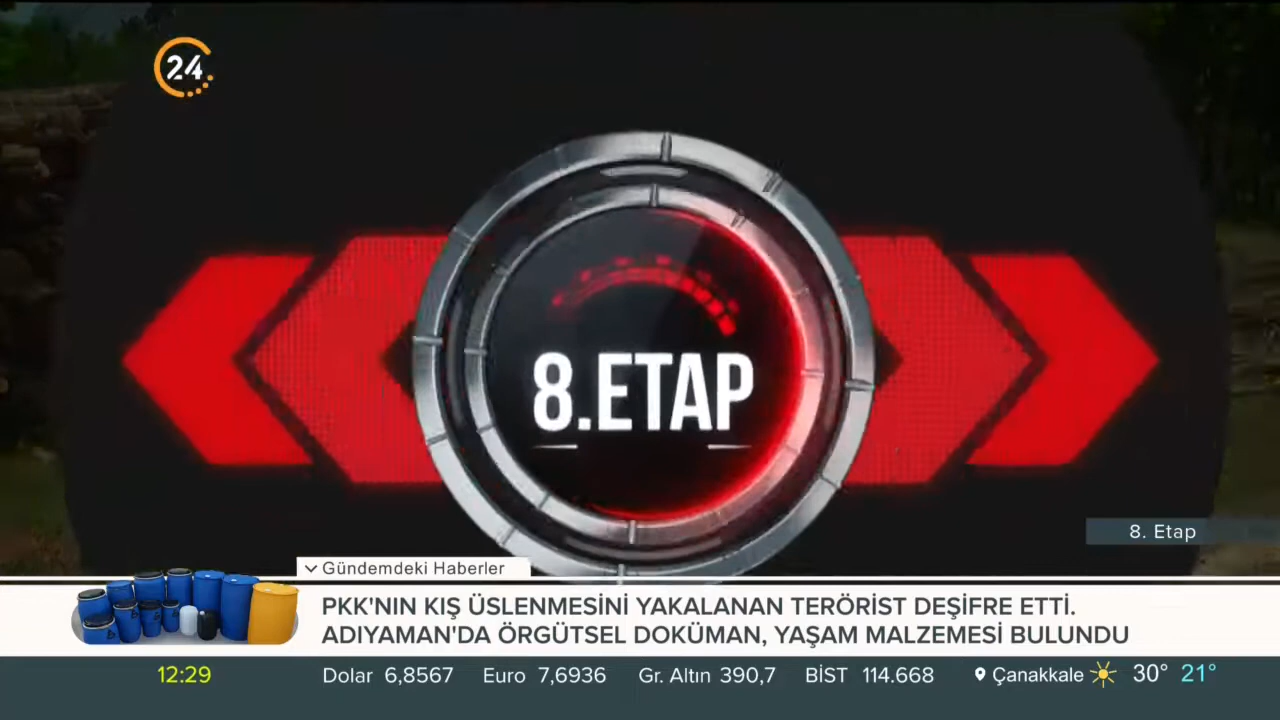 24
8.ETAP
8. Etap
Gündemdeki Haberler
PKK'NIN KIŞ ÜSLENMESİNİ YAKALANAN TERÖRİST DEŞİFRE ETTİ.
ADIYAMAN'DA ÖRGÜTSEL DOKÜMAN, YAŞAM MALZEMESİ BULUNDU
12:29 Dolar 6,8567 Euro 7,6936 Gr. Altın 390,7 BİST 114.668 Çanakkale 30° 21°